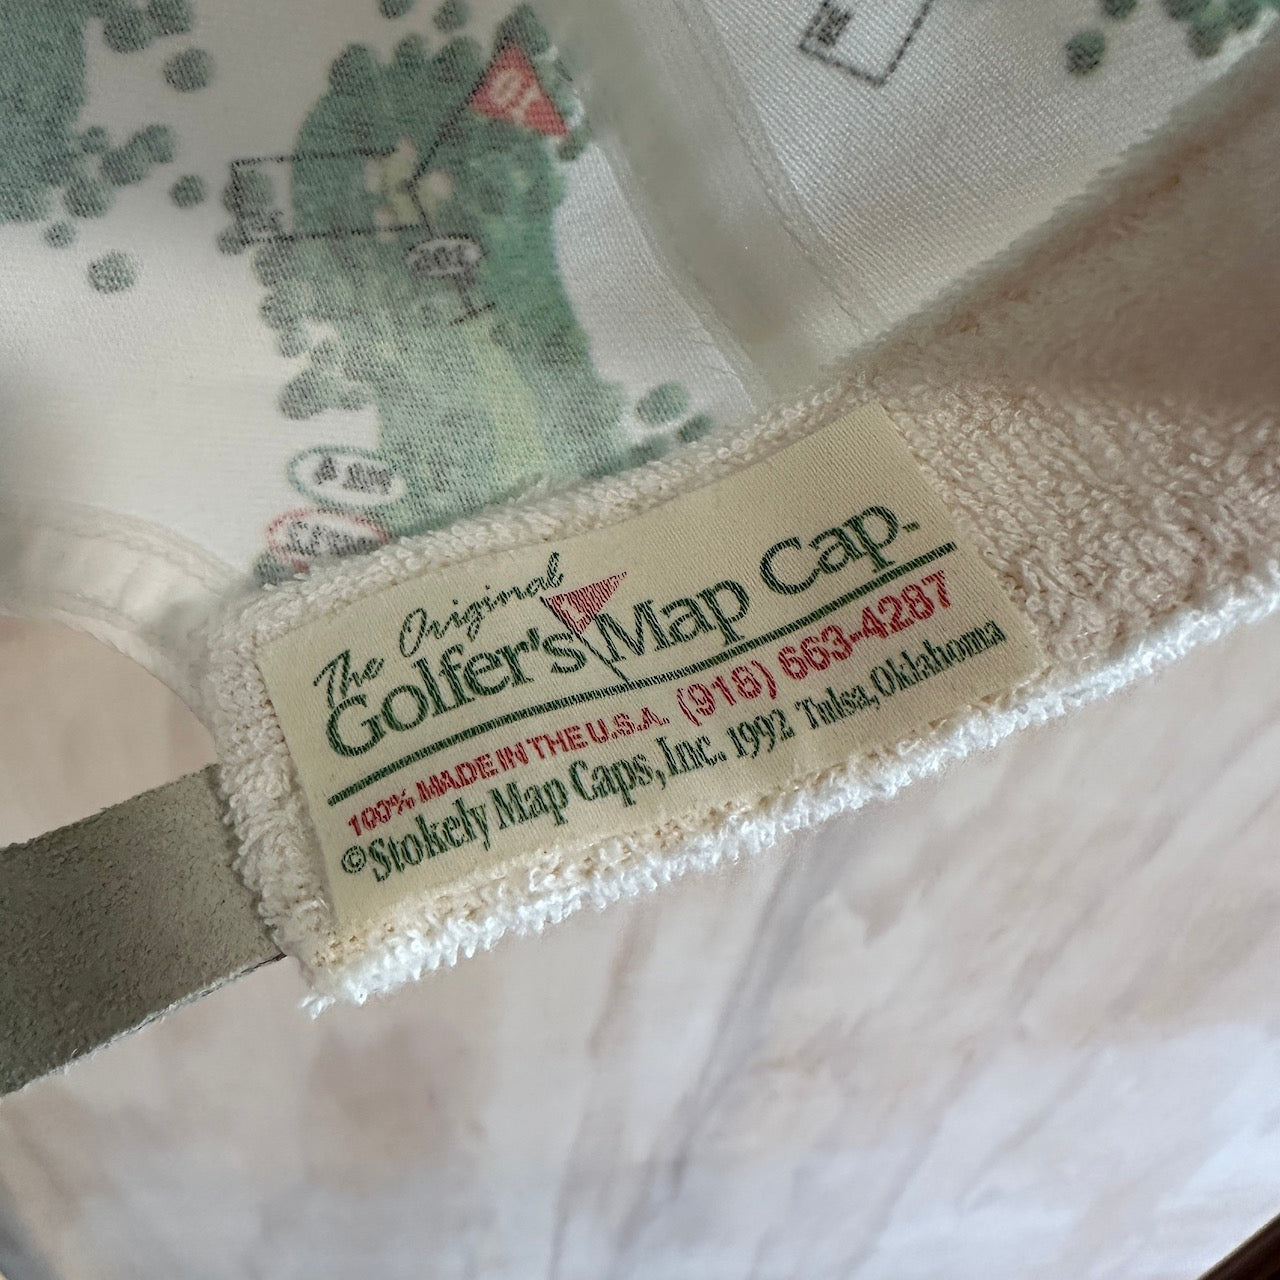 10
The Original
Golfer's Map Cap.
100% MADE IN THE U.S.A. (918) 663-4287
©Stokely Map Caps, Inc. 1992 Tulsa, Oklahoma